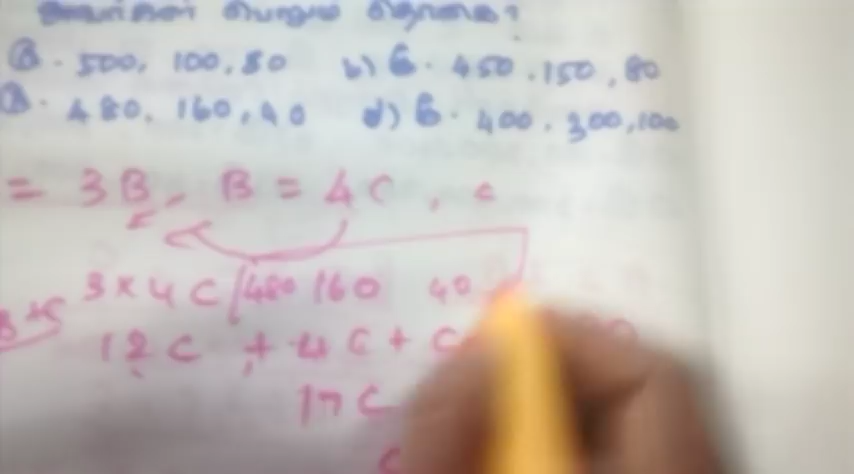 பெறும் தொகை?
ரூ. 500, 100, 50 b) ரூ. 450, 150, 80
ரூ. 480, 160, 40 d) ரூ. 400, 300, 100
= 3B, B = 4C, C
3 × 4C 480 160 40
B+C
12C + 4C + C
17C
C